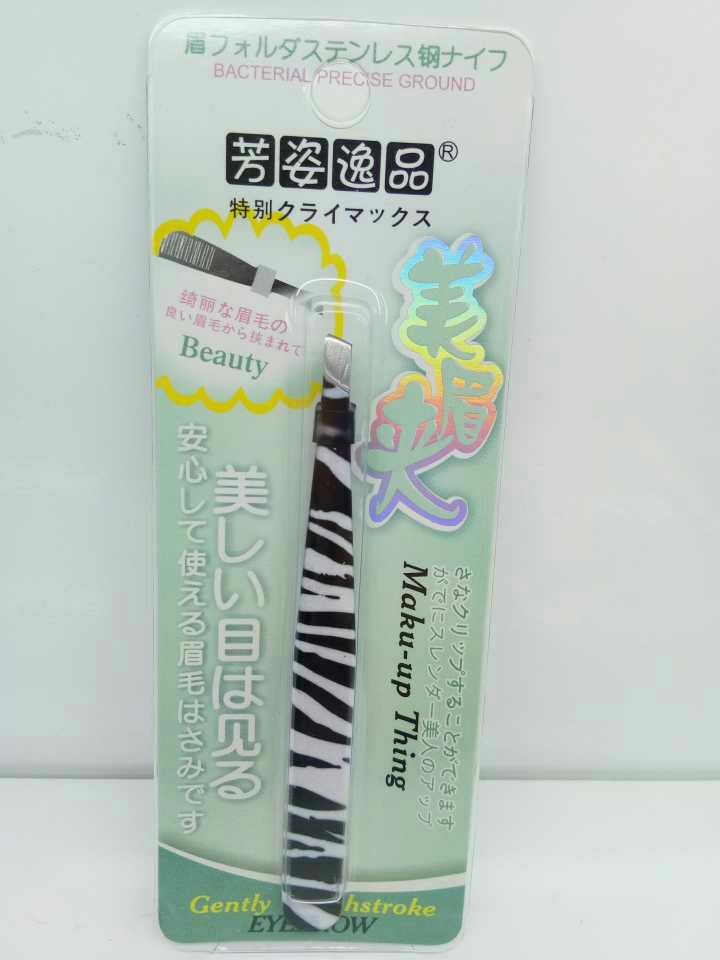 眉フォルダステンレス钢ナイフ
BACTERIAL PRECISE GROUND
芳姿逸品®
特别クライマックス
美眉夹
绮丽な眉毛の
良い眉毛から挟まれて
Beauty
美しい目は见る
安心して使える眉毛はさみです
さなクリップすることができます
がでにスレンダー美人のアップ
Maku-up Thing
Gently hstroke